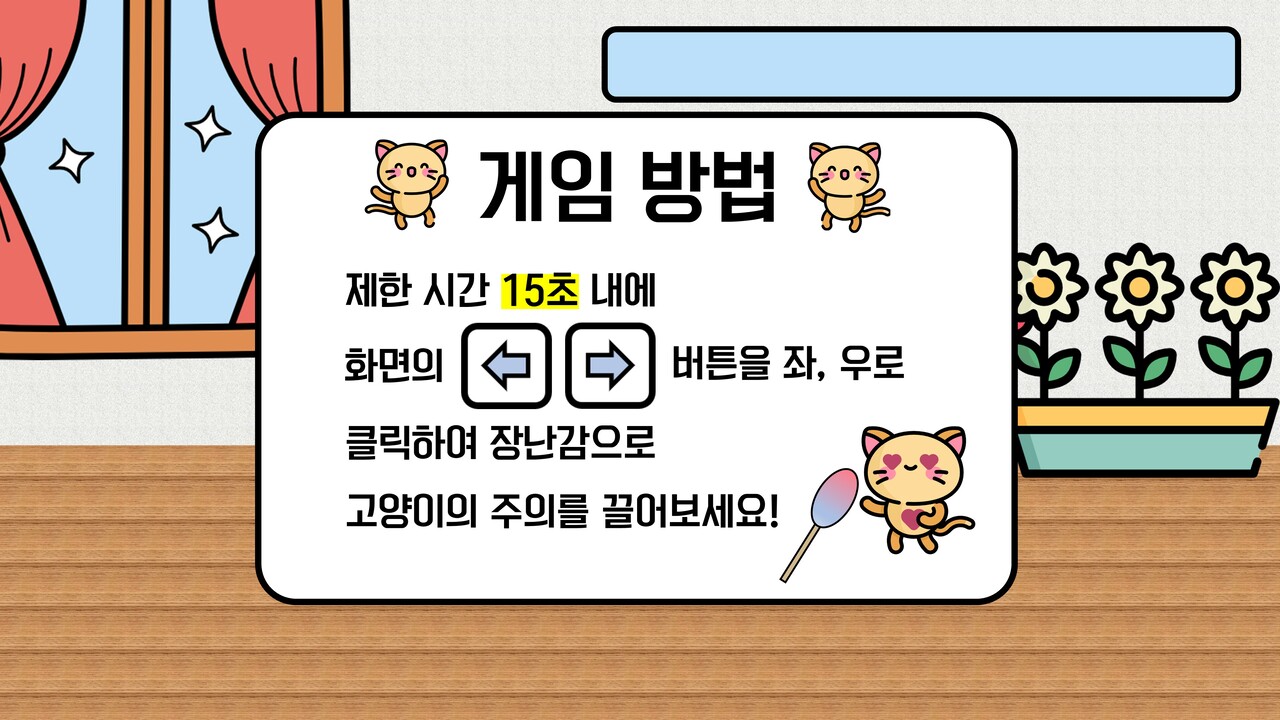 게임 방법
제한 시간 15초 내에
화면의 버튼을 좌, 우로
클릭하여 장난감으로
고양이의 주의를 끌어보세요!